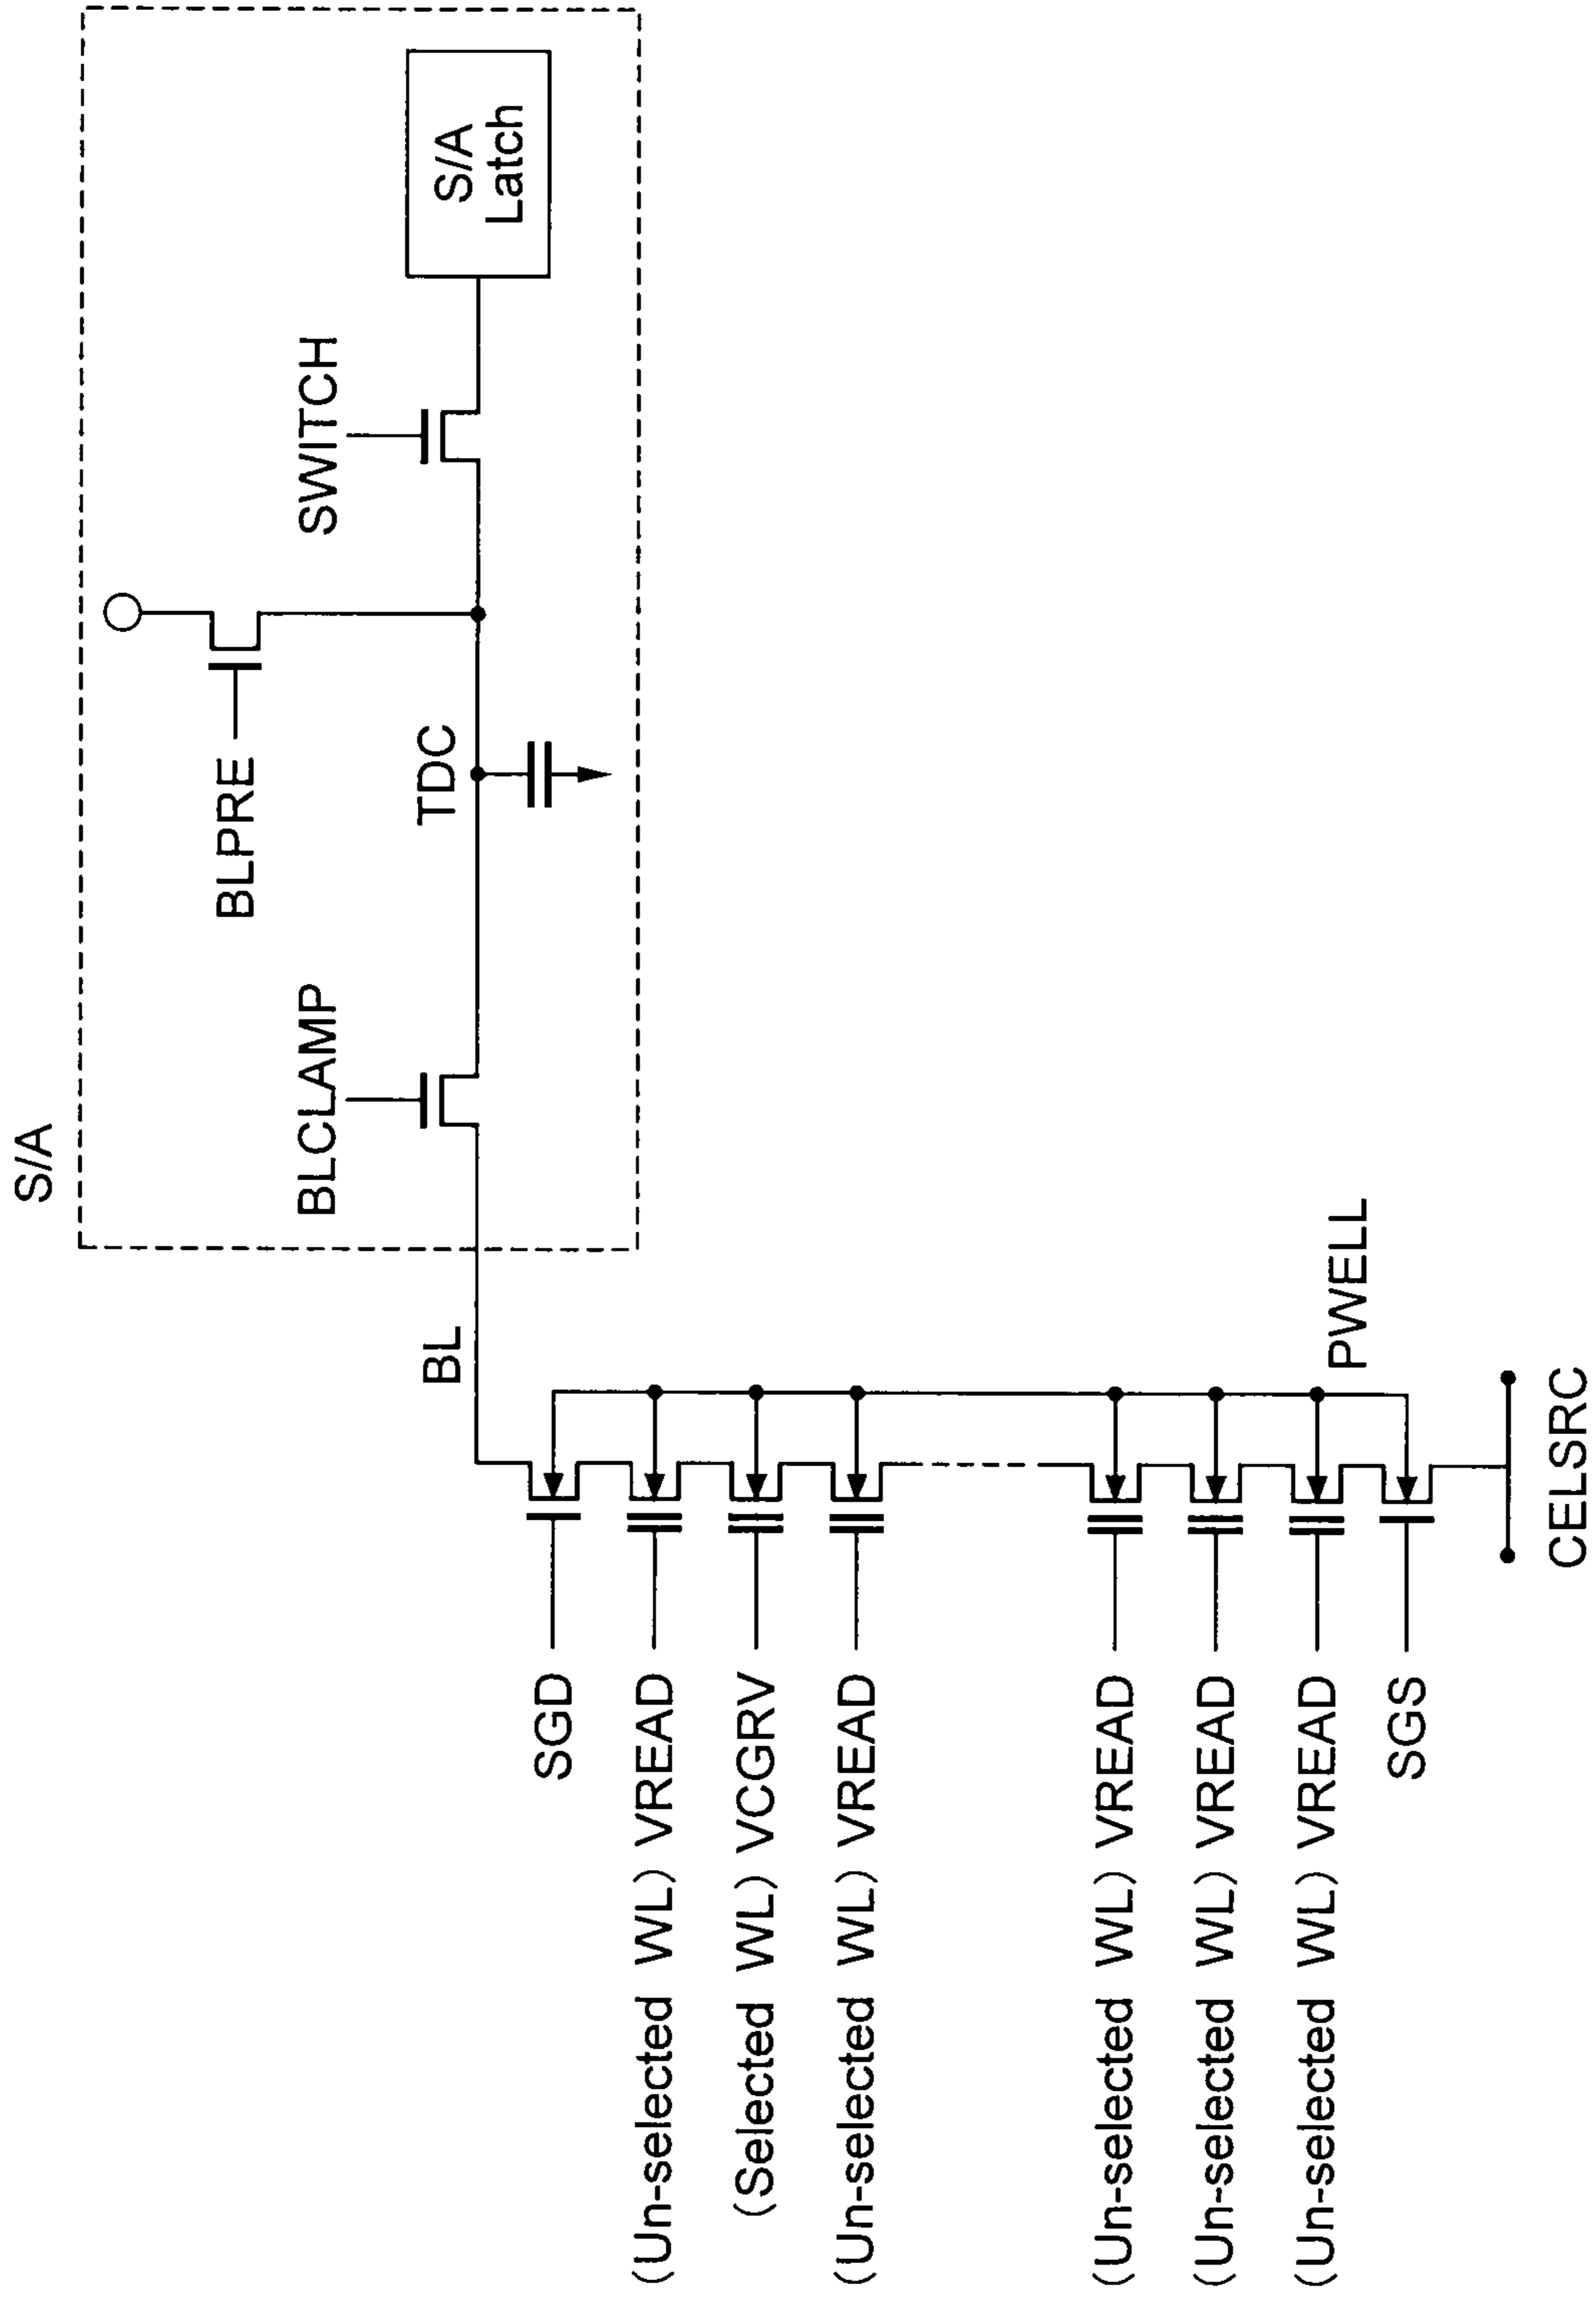 S/A
BLCLAMP
BLPRE
SWITCH
TDC
S/A
Latch
BL
SGD
(Un-selected WL) VREAD
(Selected WL) VCGRV
(Un-selected WL) VREAD
(Un-selected WL) VREAD
(Un-selected WL) VREAD
(Un-selected WL) VREAD
SGS
PWELL
CELSRC